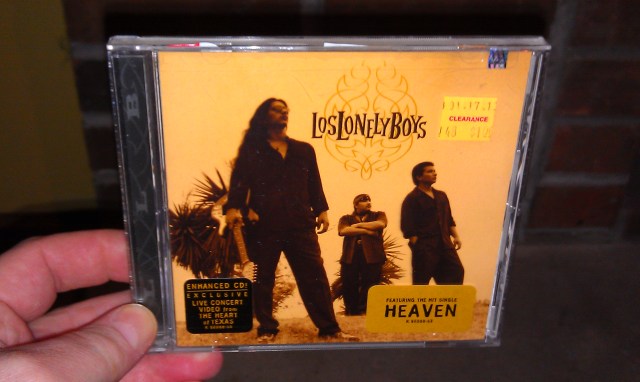 LOSLONELYBOYS
CLEARANCE
ENHANCED CD!
EXCLUSIVE
LIVE CONCERT
VIDEO from
THE HEART
of TEXAS
FEATURING THE HIT SINGLE
HEAVEN